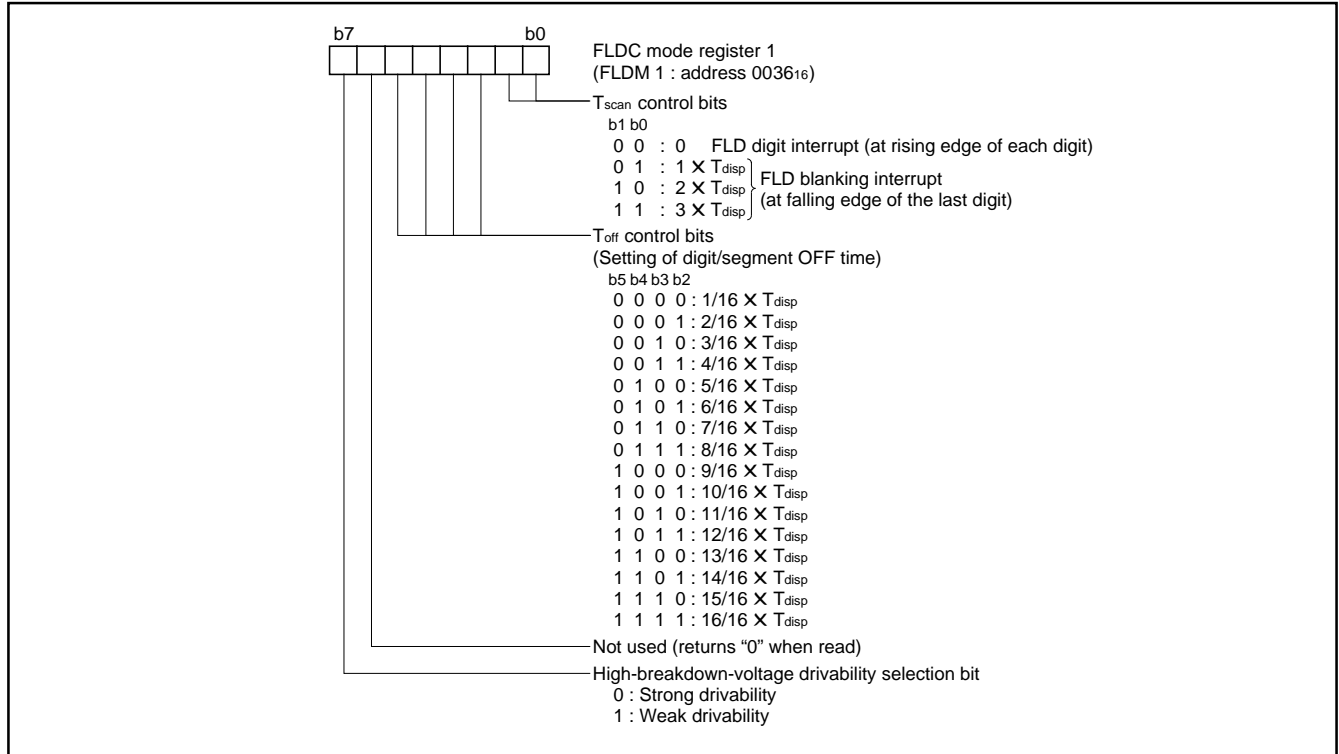 b7 b0
FLDC mode register 1
(FLDM 1 : address 0036₁₆)
Tscan control bits
b1 b0
0 0 : 0 FLD digit interrupt (at rising edge of each digit)
0 1 : 1 ✕ Tdisp
1 0 : 2 ✕ Tdisp
1 1 : 3 ✕ Tdisp
FLD blanking interrupt
(at falling edge of the last digit)
Toff control bits
(Setting of digit/segment OFF time)
b5 b4 b3 b2
0 0 0 0 : 1/16 ✕ Tdisp
0 0 0 1 : 2/16 ✕ Tdisp
0 0 1 0 : 3/16 ✕ Tdisp
0 0 1 1 : 4/16 ✕ Tdisp
0 1 0 0 : 5/16 ✕ Tdisp
0 1 0 1 : 6/16 ✕ Tdisp
0 1 1 0 : 7/16 ✕ Tdisp
0 1 1 1 : 8/16 ✕ Tdisp
1 0 0 0 : 9/16 ✕ Tdisp
1 0 0 1 : 10/16 ✕ Tdisp
1 0 1 0 : 11/16 ✕ Tdisp
1 0 1 1 : 12/16 ✕ Tdisp
1 1 0 0 : 13/16 ✕ Tdisp
1 1 0 1 : 14/16 ✕ Tdisp
1 1 1 0 : 15/16 ✕ Tdisp
1 1 1 1 : 16/16 ✕ Tdisp
Not used (returns “0” when read)
High-breakdown-voltage drivability selection bit
0 : Strong drivability
1 : Weak drivability